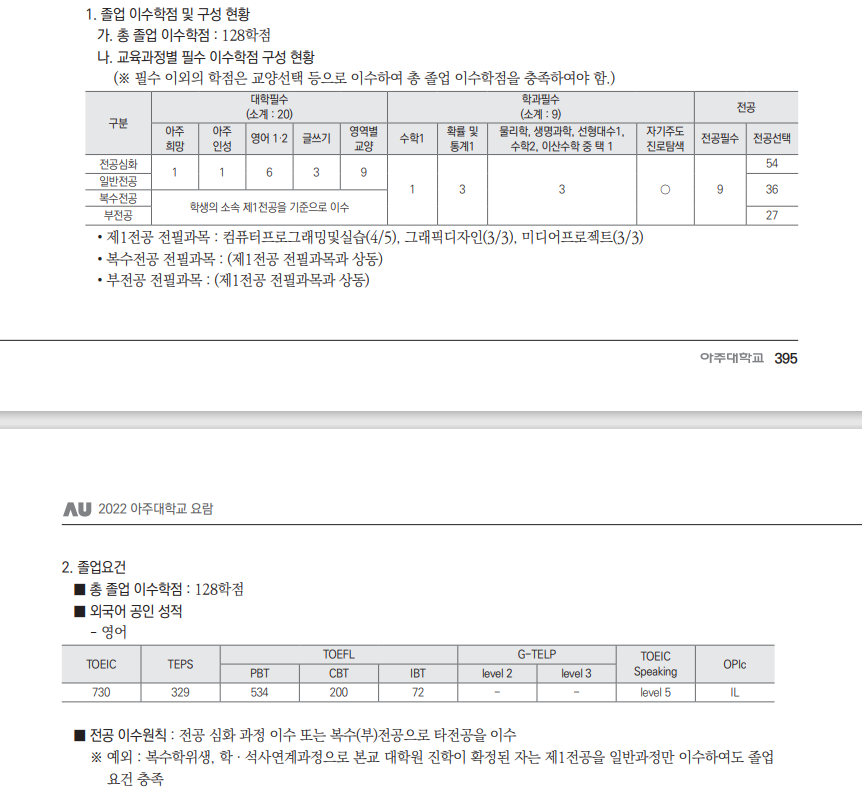 1. 졸업 이수학점 및 구성 현황
가. 총 졸업 이수학점 : 128학점
나. 교육과정별 필수 이수학점 구성 현황
(※ 필수 이외의 학점은 교양선택 등으로 이수하여 총 졸업 이수학점을 충족하여야 함.)
구분 대학필수 (소계 : 20) 학과필수 (소계 : 9) 전공
아주 희망 아주 인성 영어 1·2 글쓰기 영역별 교양 수학1 확률 및 통계1 물리학, 생명과학, 선형대수1, 수학2, 이산수학 중 택 1 자기주도 진로탐색 전공필수 전공선택
전공심화 1 1 6 3 9 1 3 3 ○ 9 54
일반전공 36
복수전공 학생의 소속 제1전공을 기준으로 이수
부전공 27
• 제1전공 전필과목 : 컴퓨터프로그래밍및실습(4/5), 그래픽디자인(3/3), 미디어프로젝트(3/3)
• 복수전공 전필과목 : (제1전공 전필과목과 상동)
• 부전공 전필과목 : (제1전공 전필과목과 상동)
아주대학교 395
AU 2022 아주대학교 요람
2. 졸업요건
■ 총 졸업 이수학점 : 128학점
■ 외국어 공인 성적
- 영어
TOEIC TEPS TOEFL G-TELP TOEIC Speaking OPIc
PBT CBT IBT level 2 level 3
730 329 534 200 72 - - level 5 IL
■ 전공 이수원칙 : 전공 심화 과정 이수 또는 복수(부)전공으로 타전공을 이수
※ 예외 : 복수학위생, 학·석사연계과정으로 본교 대학원 진학이 확정된 자는 제1전공을 일반과정만 이수하여도 졸업
요건 충족